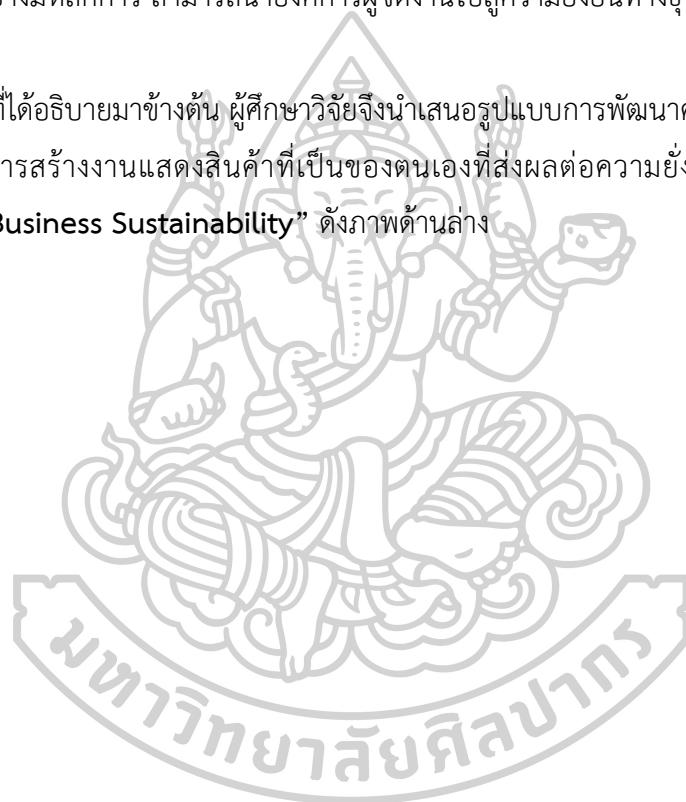 ที่ได้อธิบายมาข้างต้น ผู้ศึกษาวิจัยจึงนำเสนอรูปแบบการพัฒนา
การสร้างงานแสดงสินค้าที่เป็นของตนเองที่ส่งผลต่อความยั่ง
Business Sustainability” ดังภาพด้านล่าง
มหาวิทยาลัยศิลปากร